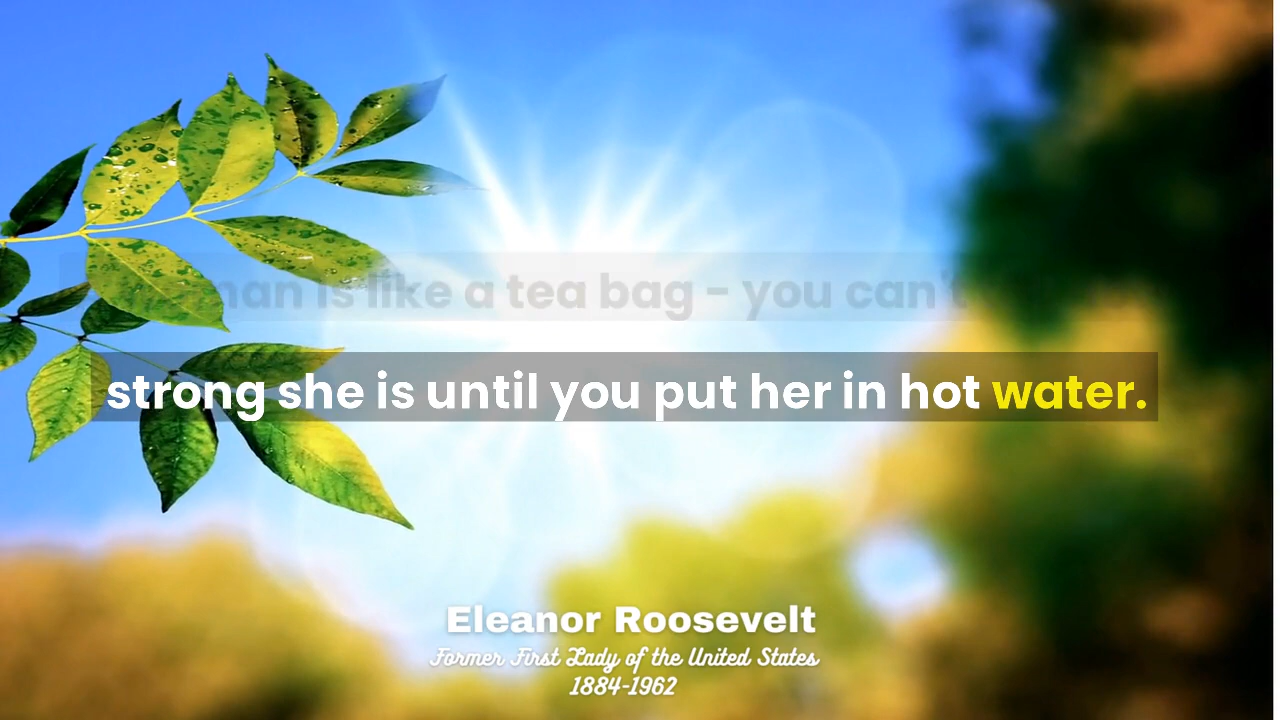 is like a tea bag - you can't
strong she is until you put her in hot water.
Eleanor Roosevelt
Former First Lady of the United States
1884-1962